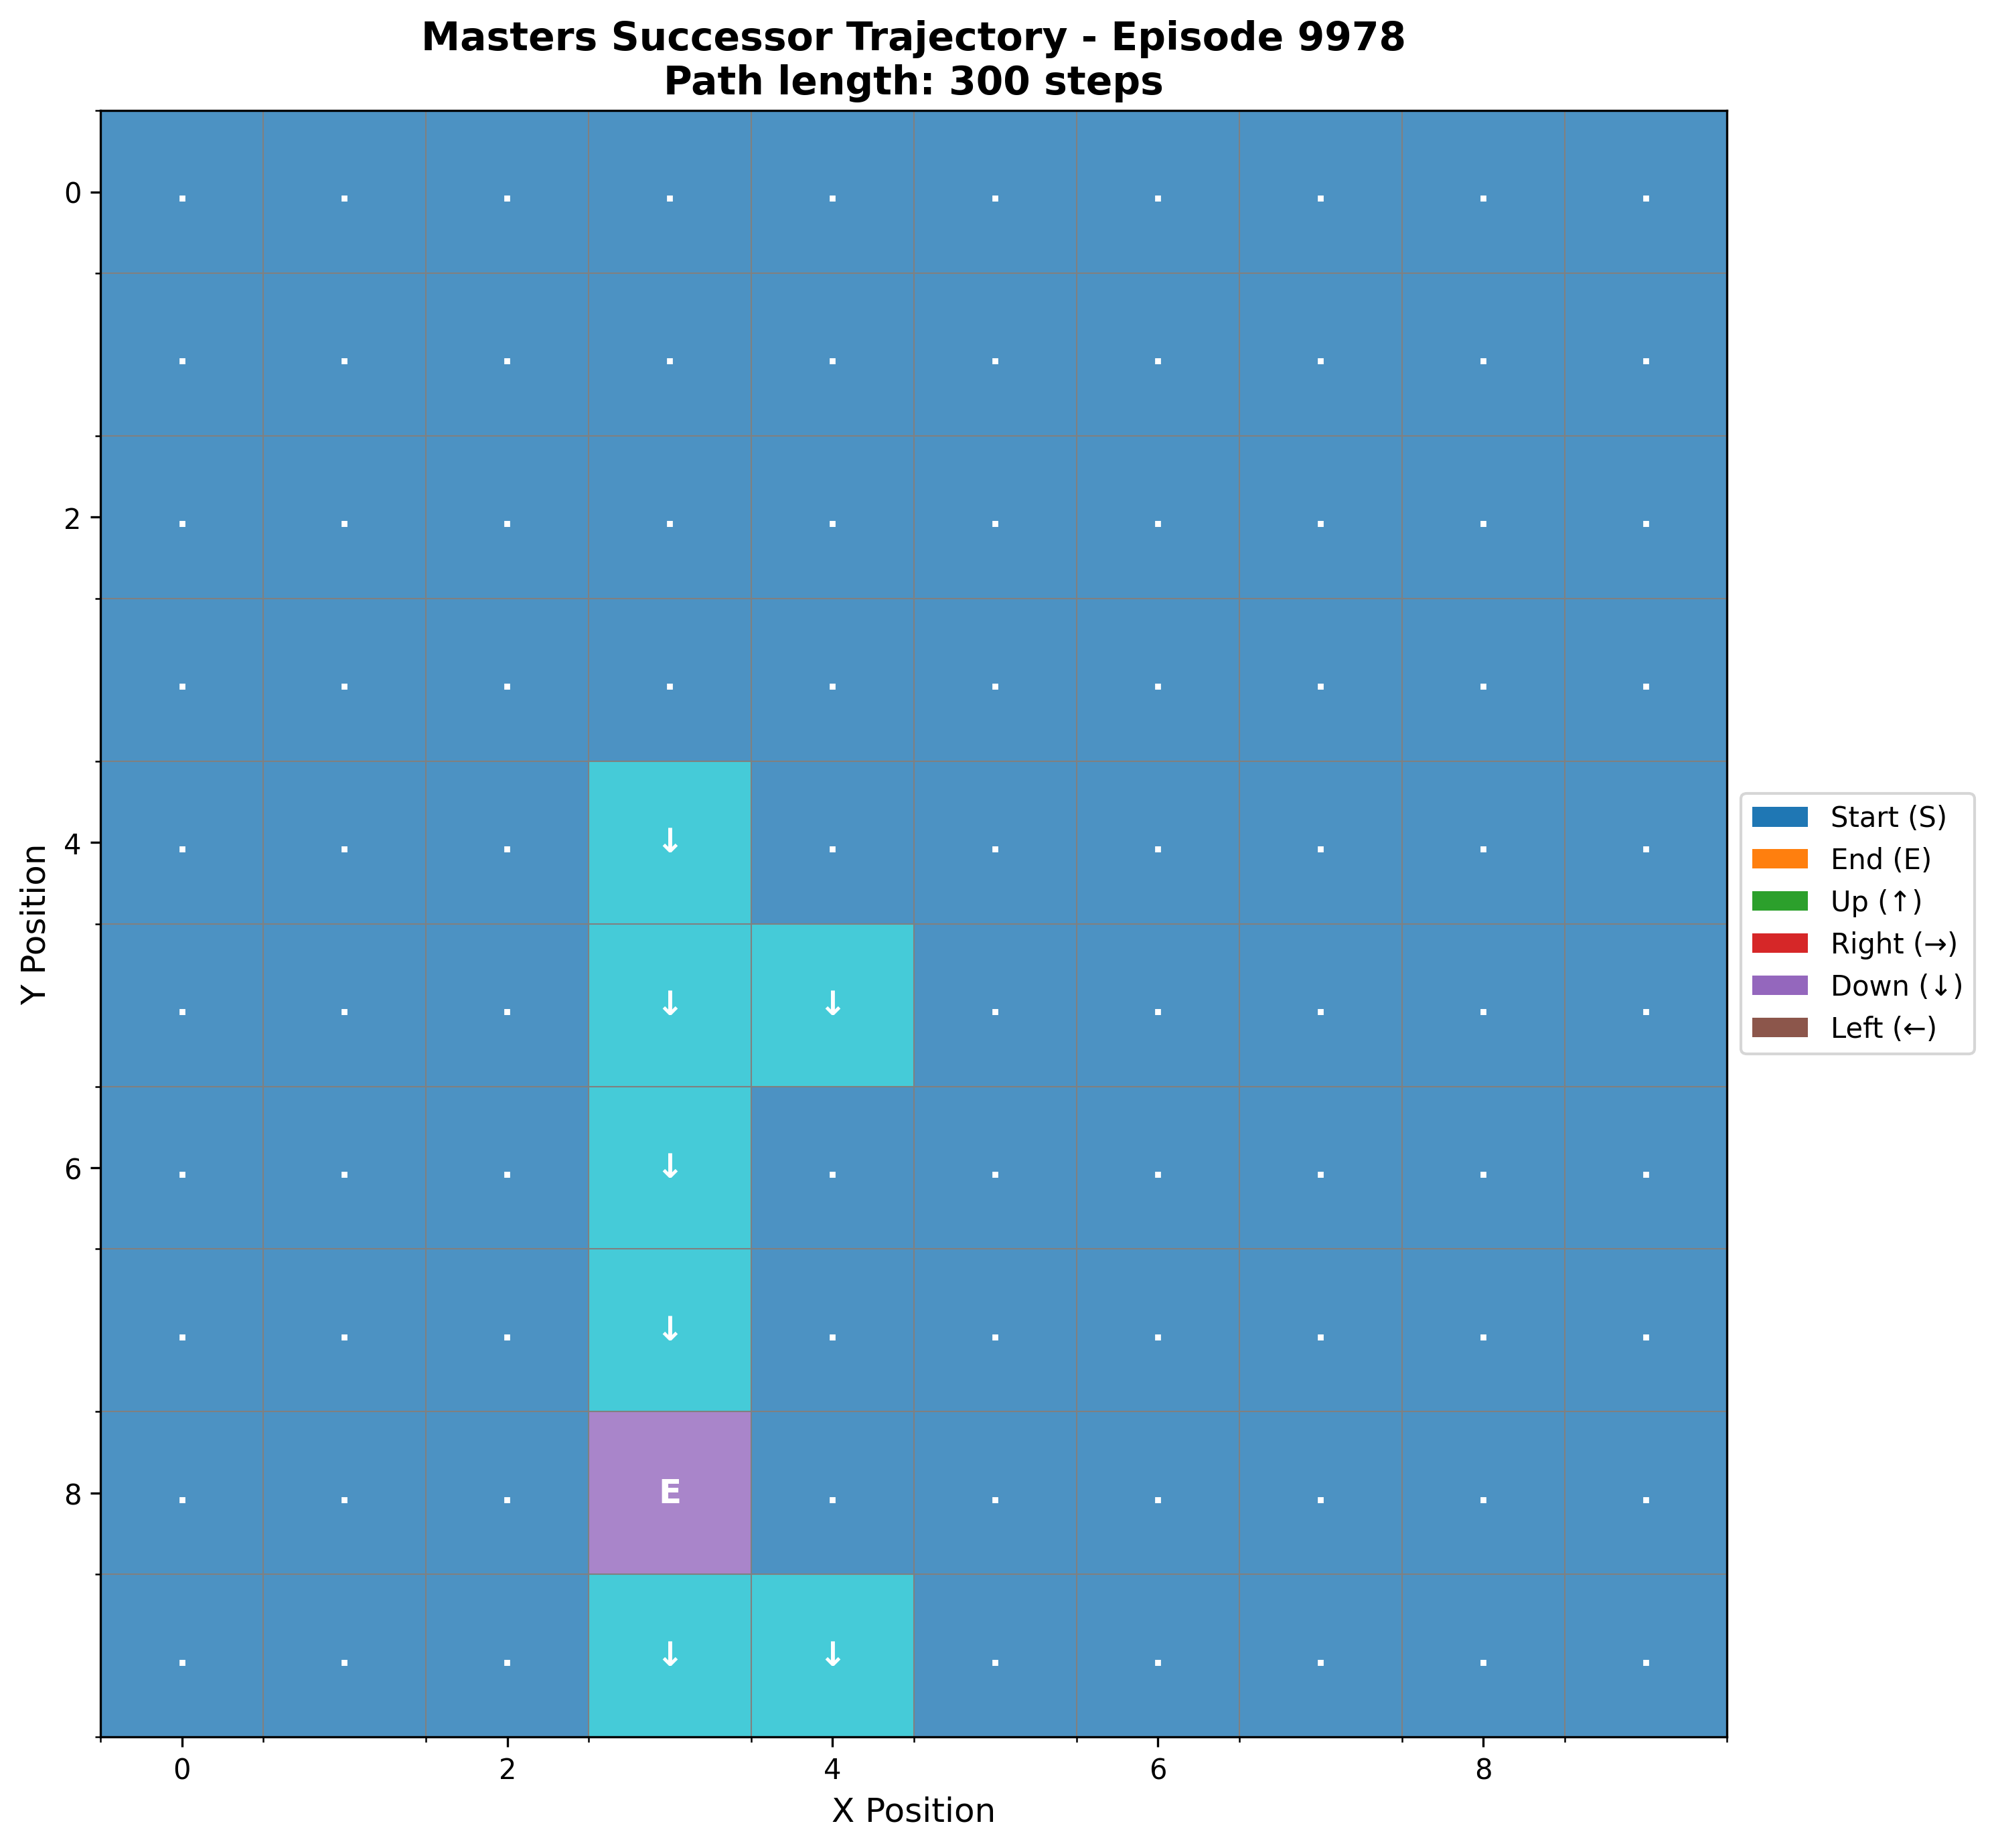 Masters Successor Trajectory - Episode 9978
Path length: 300 steps
0
. . . . . . . . . .
. . . . . . . . . .
2
. . . . . . . . . .
. . . . . . . . . .
4
. . . ↓ . . . . . .
. . . ↓ ↓ . . . . .
6
. . . ↓ . . . . . .
. . . ↓ . . . . . .
8
. . . E . . . . . .
. . . ↓ ↓ . . . . .
0 2 4 6 8
X Position
Y Position
Start (S)
End (E)
Up (↑)
Right (→)
Down (↓)
Left (←)